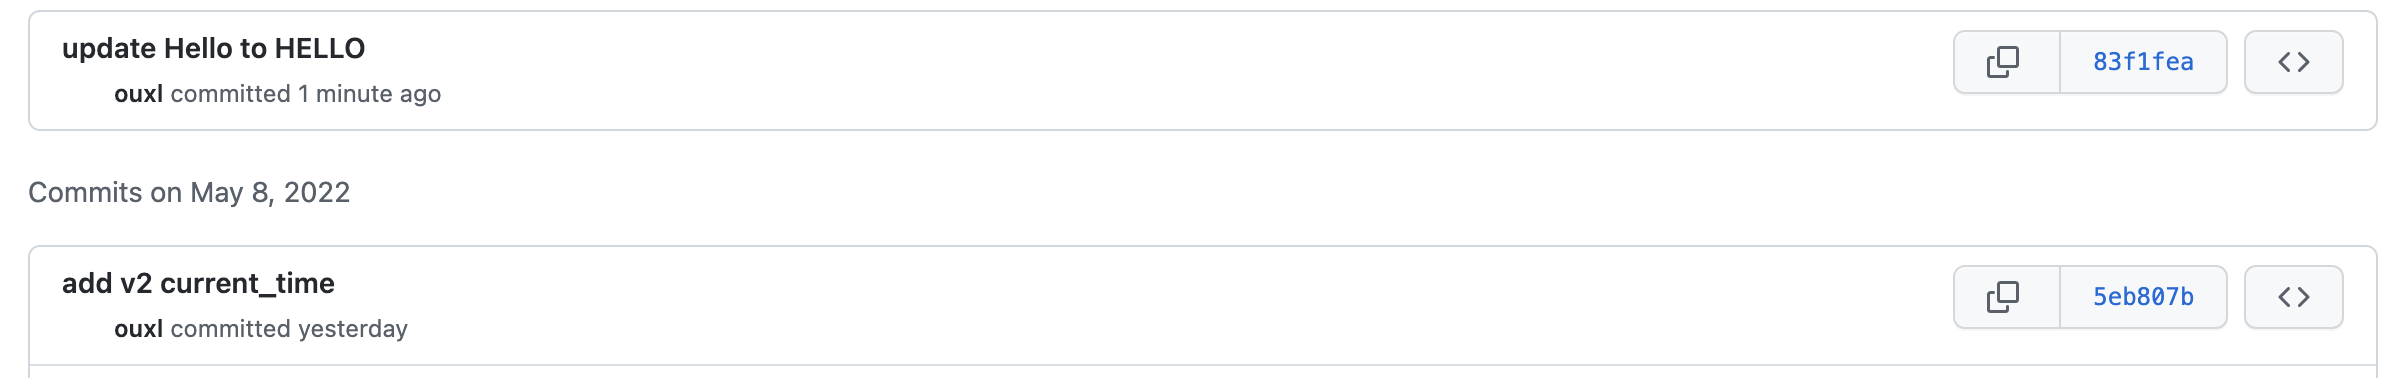 update Hello to HELLO
83f1fea
ouxl committed 1 minute ago
Commits on May 8, 2022
add v2 current_time
5eb807b
ouxl committed yesterday